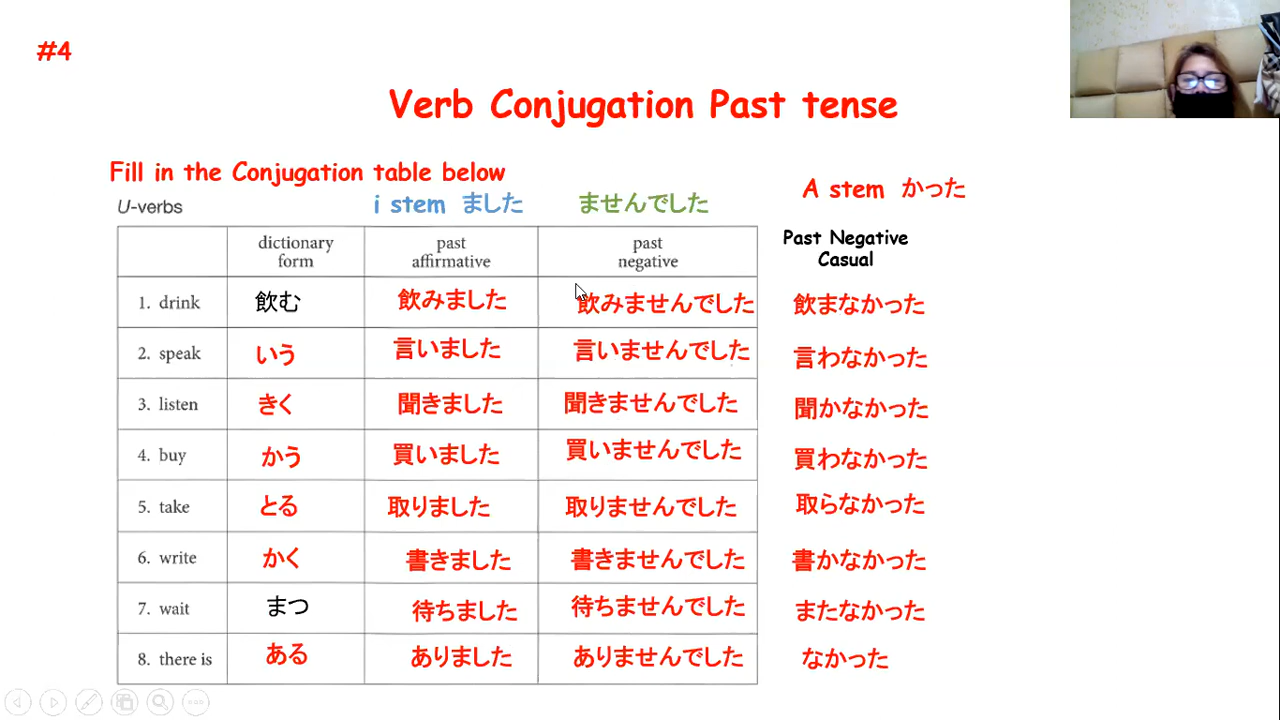 #4
Verb Conjugation Past tense
Fill in the Conjugation table below
A stem かった
U-verbs
i stem ました
ませんでした
dictionary form
past affirmative
past negative
Past Negative
Casual
1. drink 飲む 飲みました 飲みませんでした 飲まなかった
2. speak いう 言いました 言いませんでした 言わなかった
3. listen きく 聞きました 聞きませんでした 聞かなかった
4. buy かう 買いました 買いませんでした 買わなかった
5. take とる 取りました 取りませんでした 取らなかった
6. write かく 書きました 書きませんでした 書かなかった
7. wait まつ 待ちました 待ちませんでした またなかった
8. there is ある ありました ありませんでした なかった